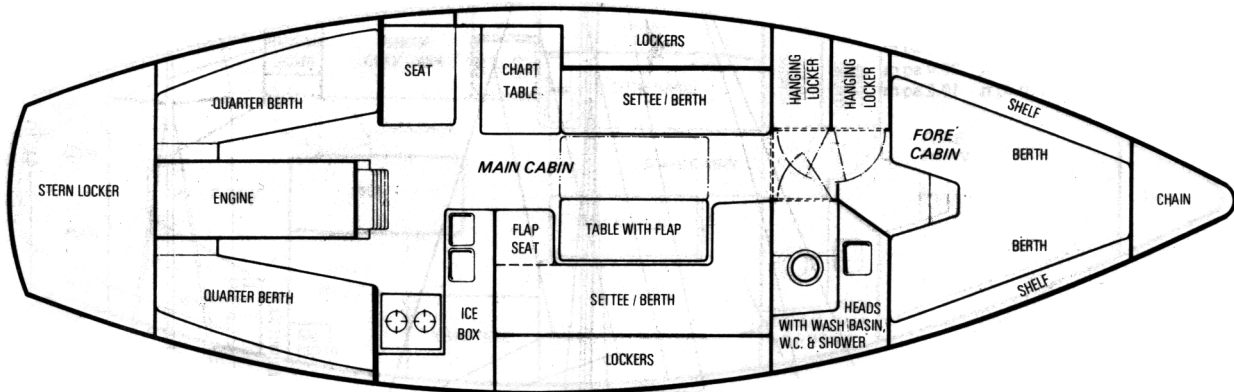 STERN LOCKER
QUARTER BERTH
ENGINE
QUARTER BERTH
SEAT
CHART
TABLE
LOCKERS
SETTEE / BERTH
MAIN CABIN
FLAP
SEAT
TABLE WITH FLAP
ICE
BOX
SETTEE / BERTH
LOCKERS
HANGING
LOCKER
HANGING
LOCKER
HEADS
WITH WASH BASIN,
W.C. & SHOWER
FORE
CABIN
SHELF
BERTH
BERTH
SHELF
CHAIN